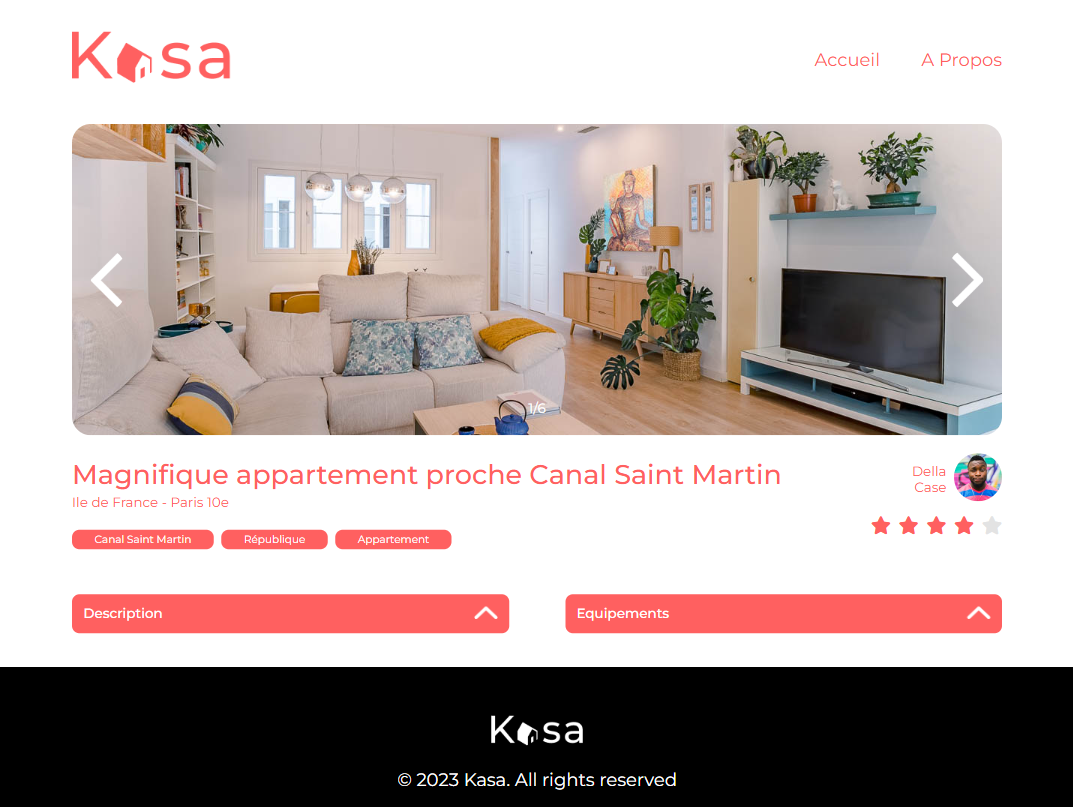 Kasa
Accueil A Propos
1/6
Magnifique appartement proche Canal Saint Martin
Ile de France - Paris 10e
Della
Case
Canal Saint Martin République Appartement
Description Equipements
Kasa
© 2023 Kasa. All rights reserved